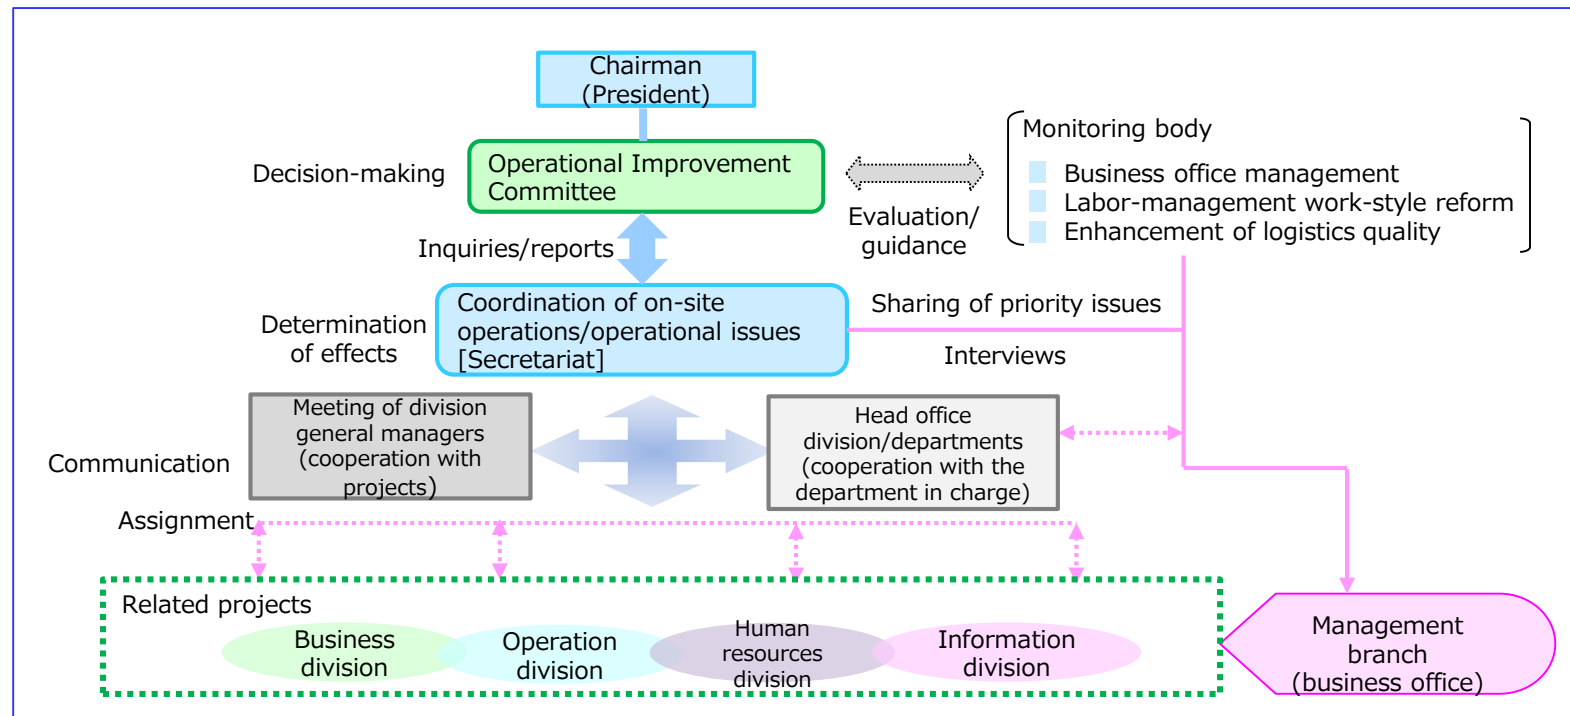 Chairman
(President)
Decision-making
Operational Improvement
Committee
Evaluation/
guidance
Monitoring body
Business office management
Labor-management work-style reform
Enhancement of logistics quality
Inquiries/reports
Determination
of effects
Coordination of on-site
operations/operational issues
[Secretariat]
Sharing of priority issues
Interviews
Communication
Meeting of division
general managers
(cooperation with
projects)
Head office
division/departments
(cooperation with the
department in charge)
Assignment
Related projects
Business
division
Operation
division
Human
resources
division
Information
division
Management
branch
(business office)